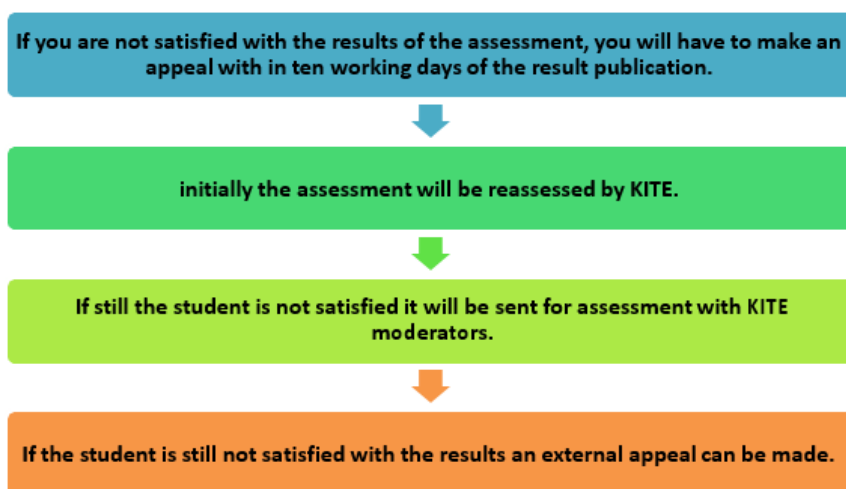 If you are not satisfied with the results of the assessment, you will have to make an
appeal with in ten working days of the result publication.
initially the assessment will be reassessed by KITE.
If still the student is not satisfied it will be sent for assessment with KITE
moderators.
If the student is still not satisfied with the results an external appeal can be made.